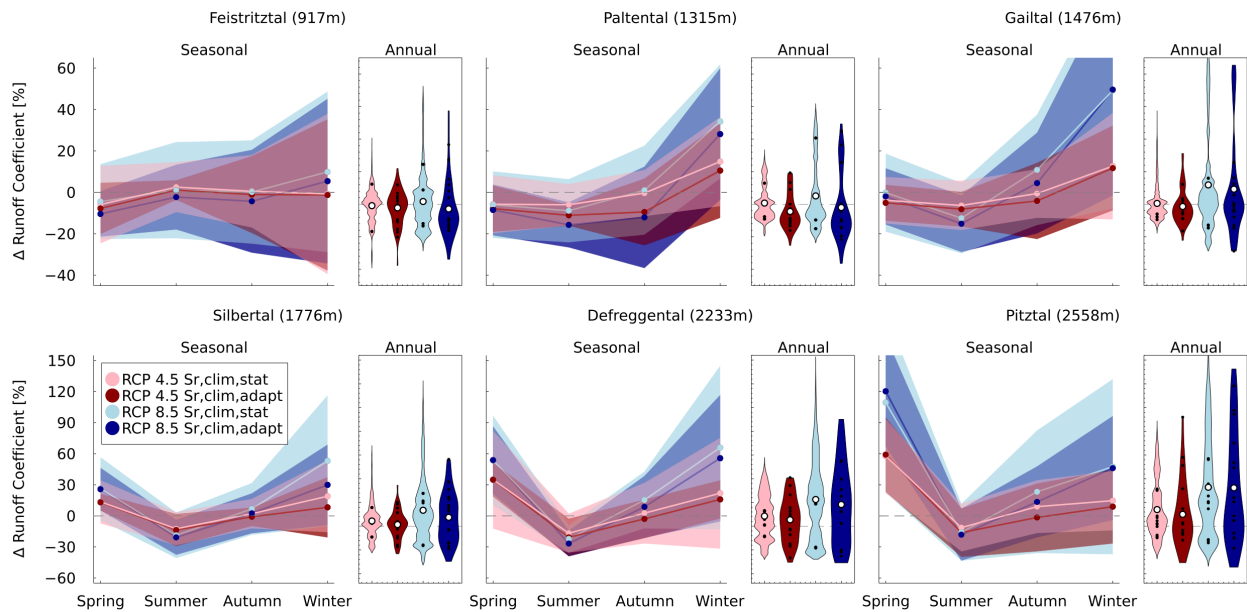 Feistritztal (917m)
Paltental (1315m)
Gailtal (1476m)
Seasonal
Annual
Seasonal
Annual
Seasonal
Annual
Δ Runoff Coefficient [%]
60
40
20
0
−20
−40
Silbertal (1776m)
Defreggental (2233m)
Pitztal (2558m)
Seasonal
Annual
Seasonal
Annual
Seasonal
Annual
Δ Runoff Coefficient [%]
150
120
90
60
30
0
−30
−60
RCP 4.5 Sr,clim,stat
RCP 4.5 Sr,clim,adapt
RCP 8.5 Sr,clim,stat
RCP 8.5 Sr,clim,adapt
Spring Summer Autumn Winter
Spring Summer Autumn Winter
Spring Summer Autumn Winter